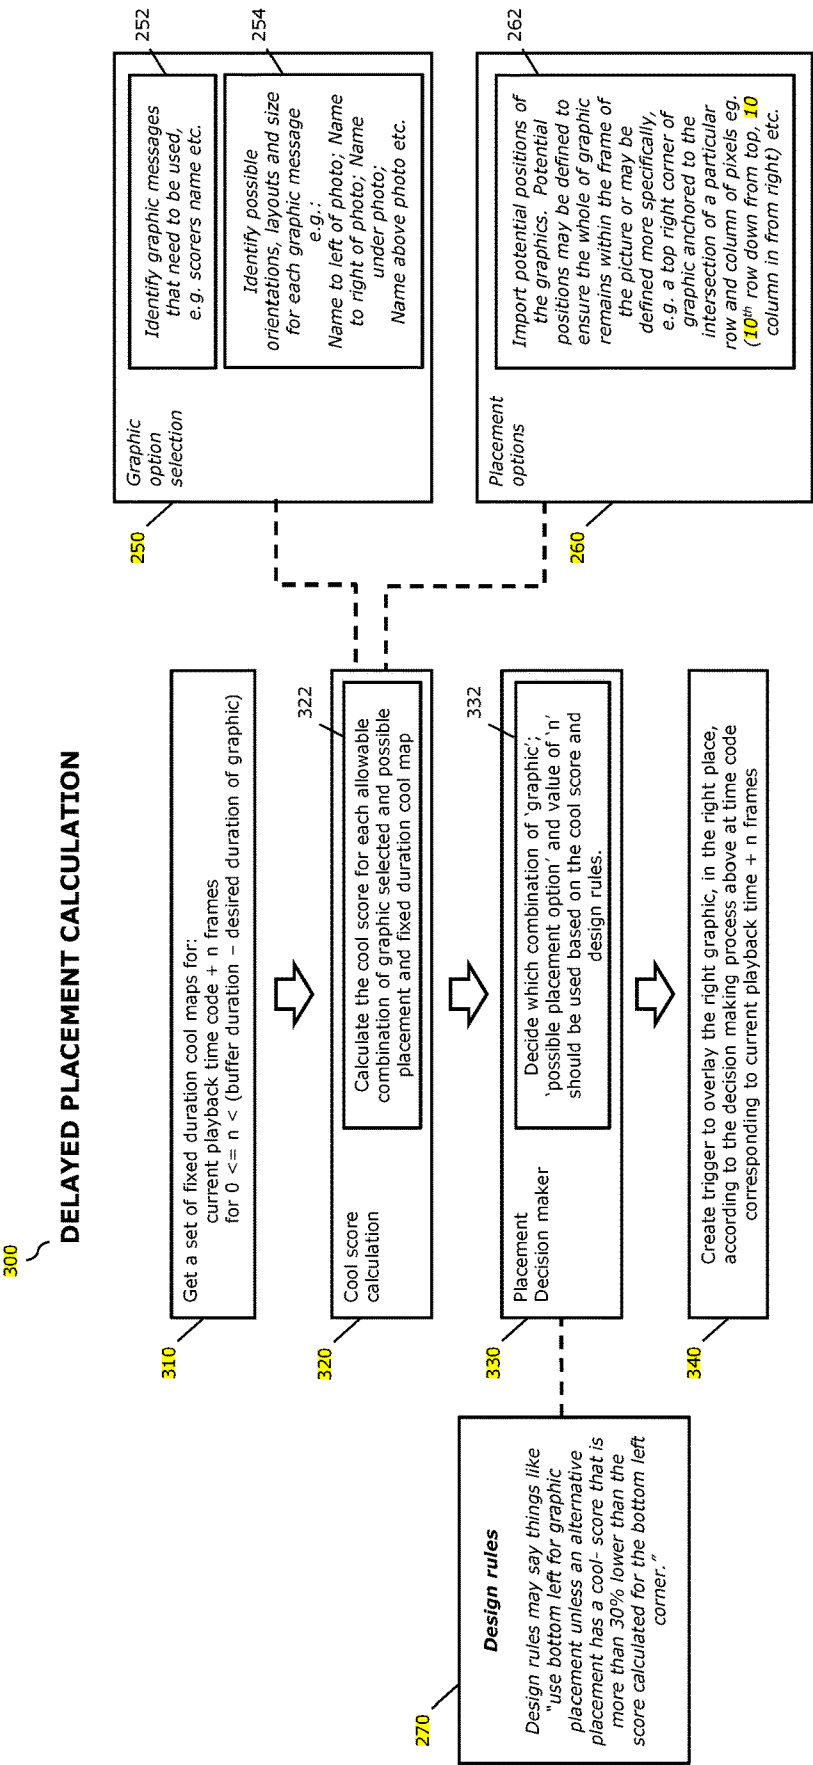 300
DELAYED PLACEMENT CALCULATION
310
Get a set of fixed duration cool maps for:
current playback time code + n frames
for 0 <= n < (buffer duration – desired duration of graphic)
320
Cool score
calculation
322
Calculate the cool score for each allowable
combination of graphic selected and possible
placement and fixed duration cool map
330
Placement
Decision maker
332
Decide which combination of ‘graphic’;
‘possible placement option’ and value of ‘n’
should be used based on the cool score and
design rules.
340
Create trigger to overlay the right graphic, in the right place,
according to the decision making process above at time code
corresponding to current playback time + n frames
250
Graphic
option
selection
252
Identify graphic messages
that need to be used,
e.g. scorers name etc.
254
Identify possible
orientations, layouts and size
for each graphic message
e.g.:
Name to left of photo; Name
to right of photo; Name
under photo;
Name above photo etc.
260
Placement
options
262
Import potential positions of
the graphics. Potential
positions may be defined to
ensure the whole of graphic
remains within the frame of
the picture or may be
defined more specifically,
e.g. a top right corner of
graphic anchored to the
intersection of a particular
row and column of pixels eg.
(10th row down from top, 10
column in from right) etc.
270
Design rules
Design rules may say things like
“use bottom left for graphic
placement unless an alternative
placement has a cool- score that is
more than 30% lower than the
score calculated for the bottom left
corner.”